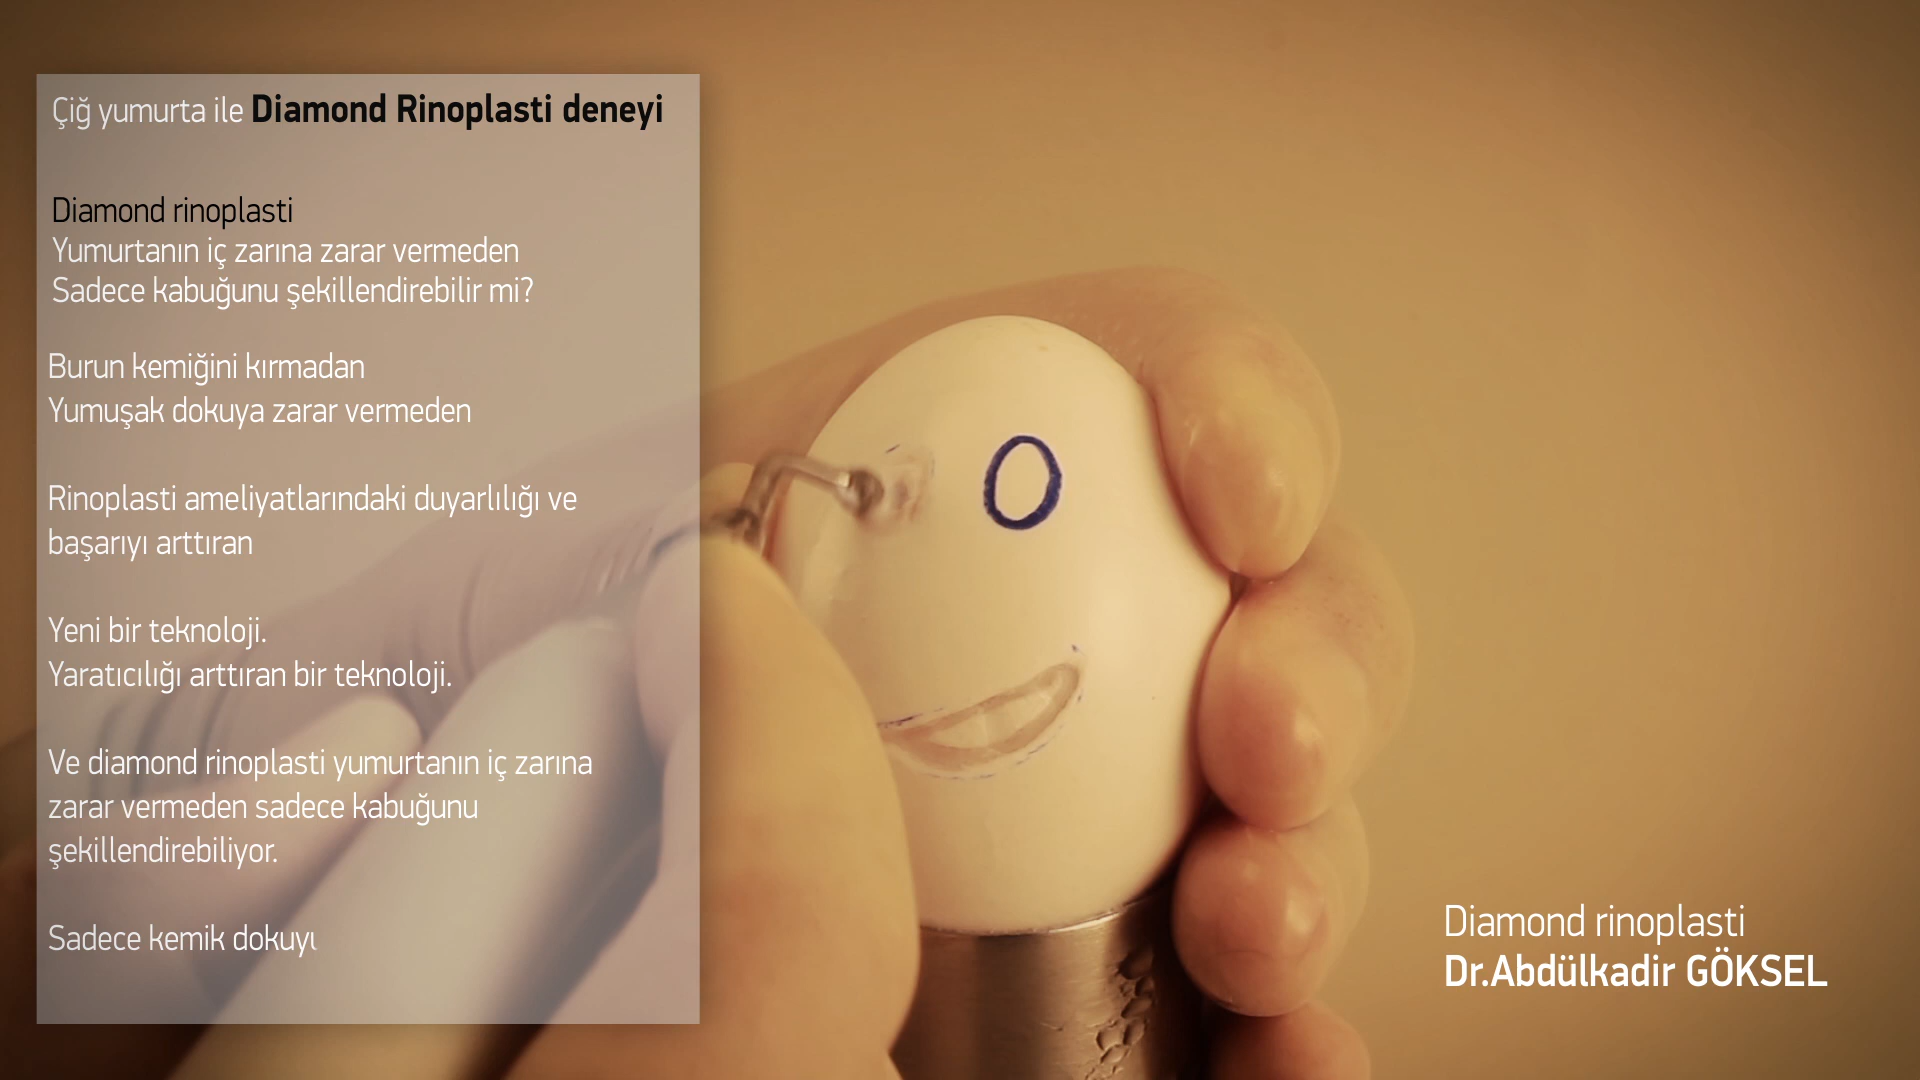 Çiğ yumurta ile Diamond Rinoplasti deneyi
Diamond rinoplasti
Yumurtanın iç zarına zarar vermeden
Sadece kabuğunu şekillendirebilir mi?
Burun kemiğini kırmadan
Yumuşak dokuya zarar vermeden
Rinoplasti ameliyatlarındaki duyarlılığı ve
başarıyı arttıran
Yeni bir teknoloji.
Yaratıcılığı arttıran bir teknoloji.
Ve diamond rinoplasti yumurtanın iç zarına
zarar vermeden sadece kabuğunu
şekillendirebiliyor.
Sadece kemik dokuyı
Diamond rinoplasti
Dr.Abdülkadir GÖKSEL